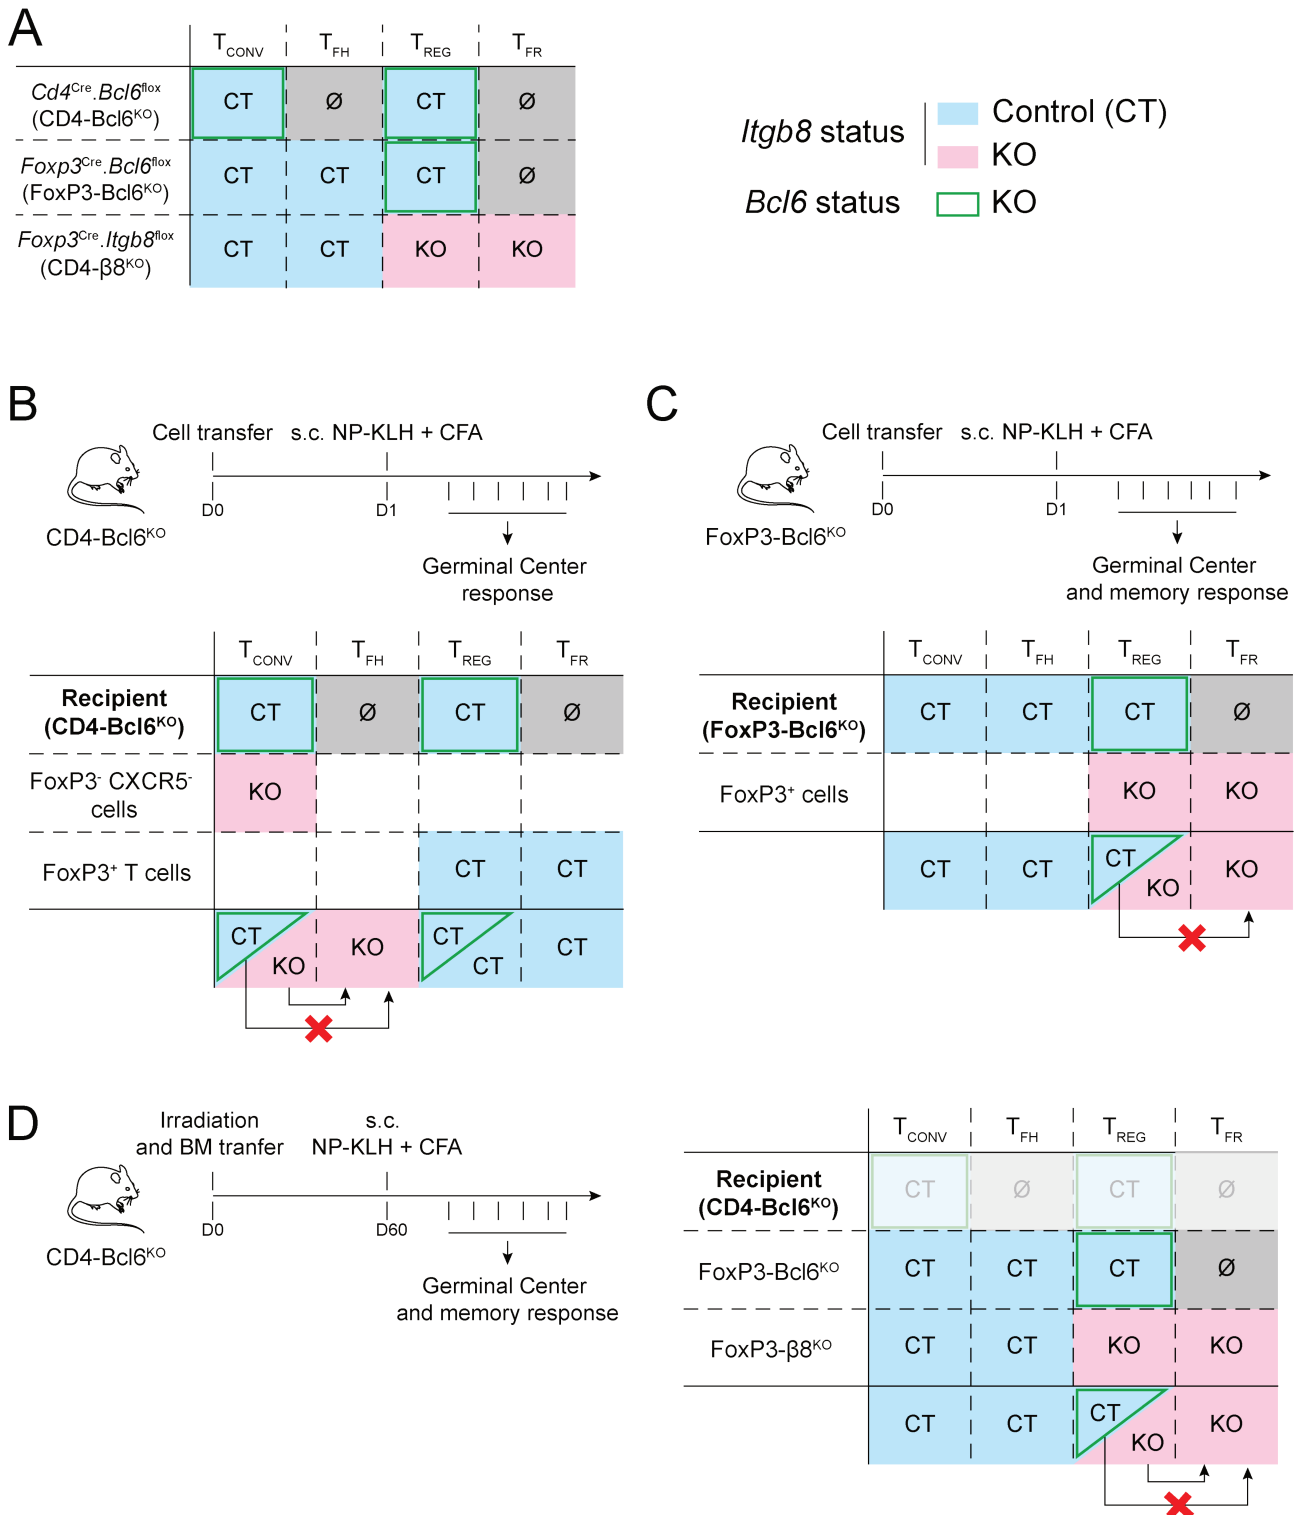 A
TCONV TFH TREG TFR
Cd4Cre.Bcl6flox
(CD4-Bcl6KO)
CT Ø CT Ø
Foxp3Cre.Bcl6flox
(FoxP3-Bcl6KO)
CT CT CT Ø
Foxp3Cre.Itgb8flox
(CD4-β8KO)
CT CT KO KO
Itgb8 status
Control (CT)
KO
Bcl6 status
KO
B
Cell transfer s.c. NP-KLH + CFA
D0 D1
CD4-Bcl6KO
Germinal Center
response
TCONV TFH TREG TFR
Recipient
(CD4-Bcl6KO)
CT Ø CT Ø
FoxP3- CXCR5-
cells
KO
FoxP3+ T cells
CT CT
CT KO KO CT CT CT
C
Cell transfer s.c. NP-KLH + CFA
D0 D1
FoxP3-Bcl6KO
Germinal Center
and memory response
TCONV TFH TREG TFR
Recipient
(FoxP3-Bcl6KO)
CT CT CT Ø
FoxP3+ cells
KO KO
CT CT CT KO KO
D
Irradiation
and BM tranfer
s.c.
NP-KLH + CFA
D0 D60
CD4-Bcl6KO
Germinal Center
and memory response
TCONV TFH TREG TFR
Recipient
(CD4-Bcl6KO)
CT Ø CT Ø
FoxP3-Bcl6KO
CT CT CT Ø
FoxP3-β8KO
CT CT KO KO
CT CT CT KO KO